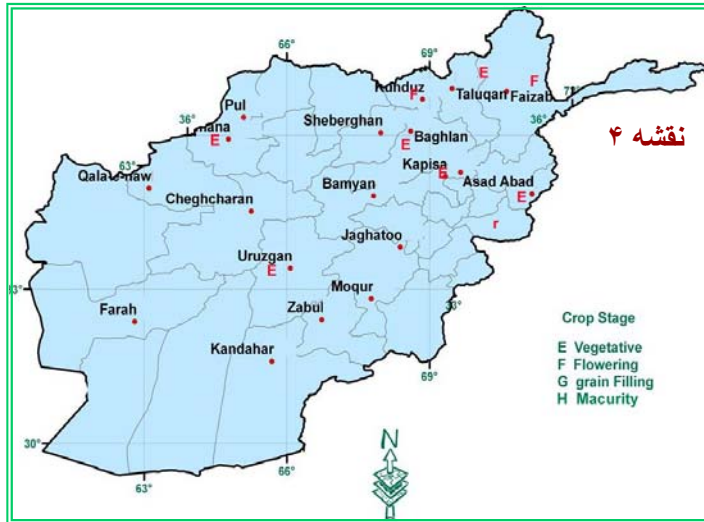 66°
69°
E
F
Kunduz
F
Taluqan
Faizab
Pul
36°
mana
E
Sheberghan
Baghlan
E
36°
نقشه ۴
63°
Qala-e-naw
Kapisa
E
Asad Abad
E
Cheghcharan
Bamyan
r
Jaghatoo
Uruzgan
E
Moqur
33°
Farah
Zabul
Crop Stage
E Vegetative
F Flowering
G grain Filling
H Macurity
Kandahar
69°
30°
66°
63°
N